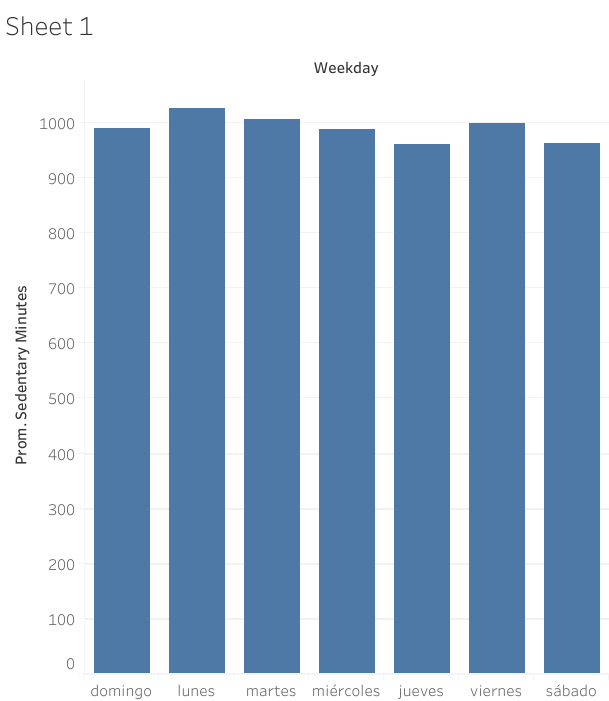 Sheet 1
Weekday
Prom. Sedentary Minutes
1000
900
800
700
600
500
400
300
200
100
0
domingo lunes martes miércoles jueves viernes sábado